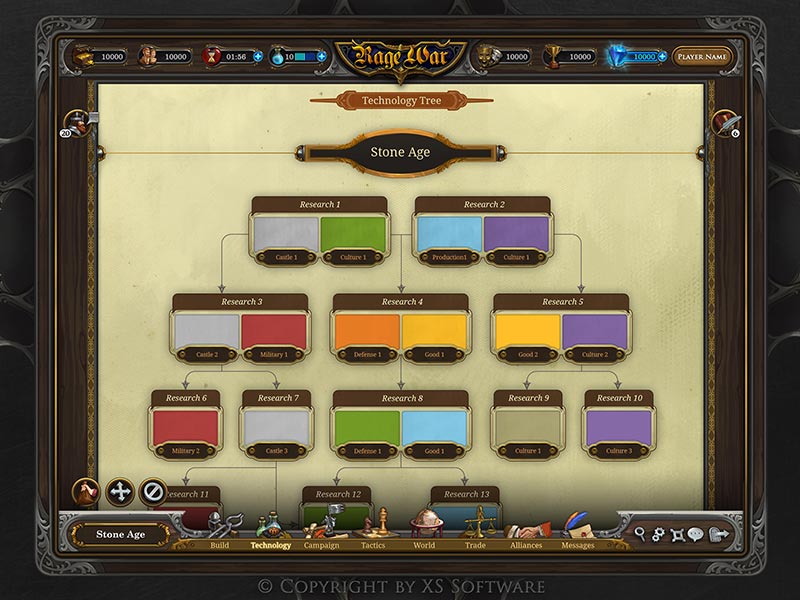 10000
10000
01:56
10
Rage War
10000
10000
10000
Player Name
Technology Tree
20
6
Stone Age
Research 1
Research 2
Castle 1
Culture 1
Production1
Culture 1
Research 3
Research 4
Research 5
Castle 2
Military 1
Defense 1
Good 1
Good 2
Culture 2
Research 6
Research 7
Research 8
Research 9
Research 10
Military 2
Castle 3
Defense 1
Good 1
Culture 1
Culture 3
Research 11
Research 12
Research 13
Stone Age
Build
Technology
Campaign
Tactics
World
Trade
Alliances
Messages
© Copyright by XS Software